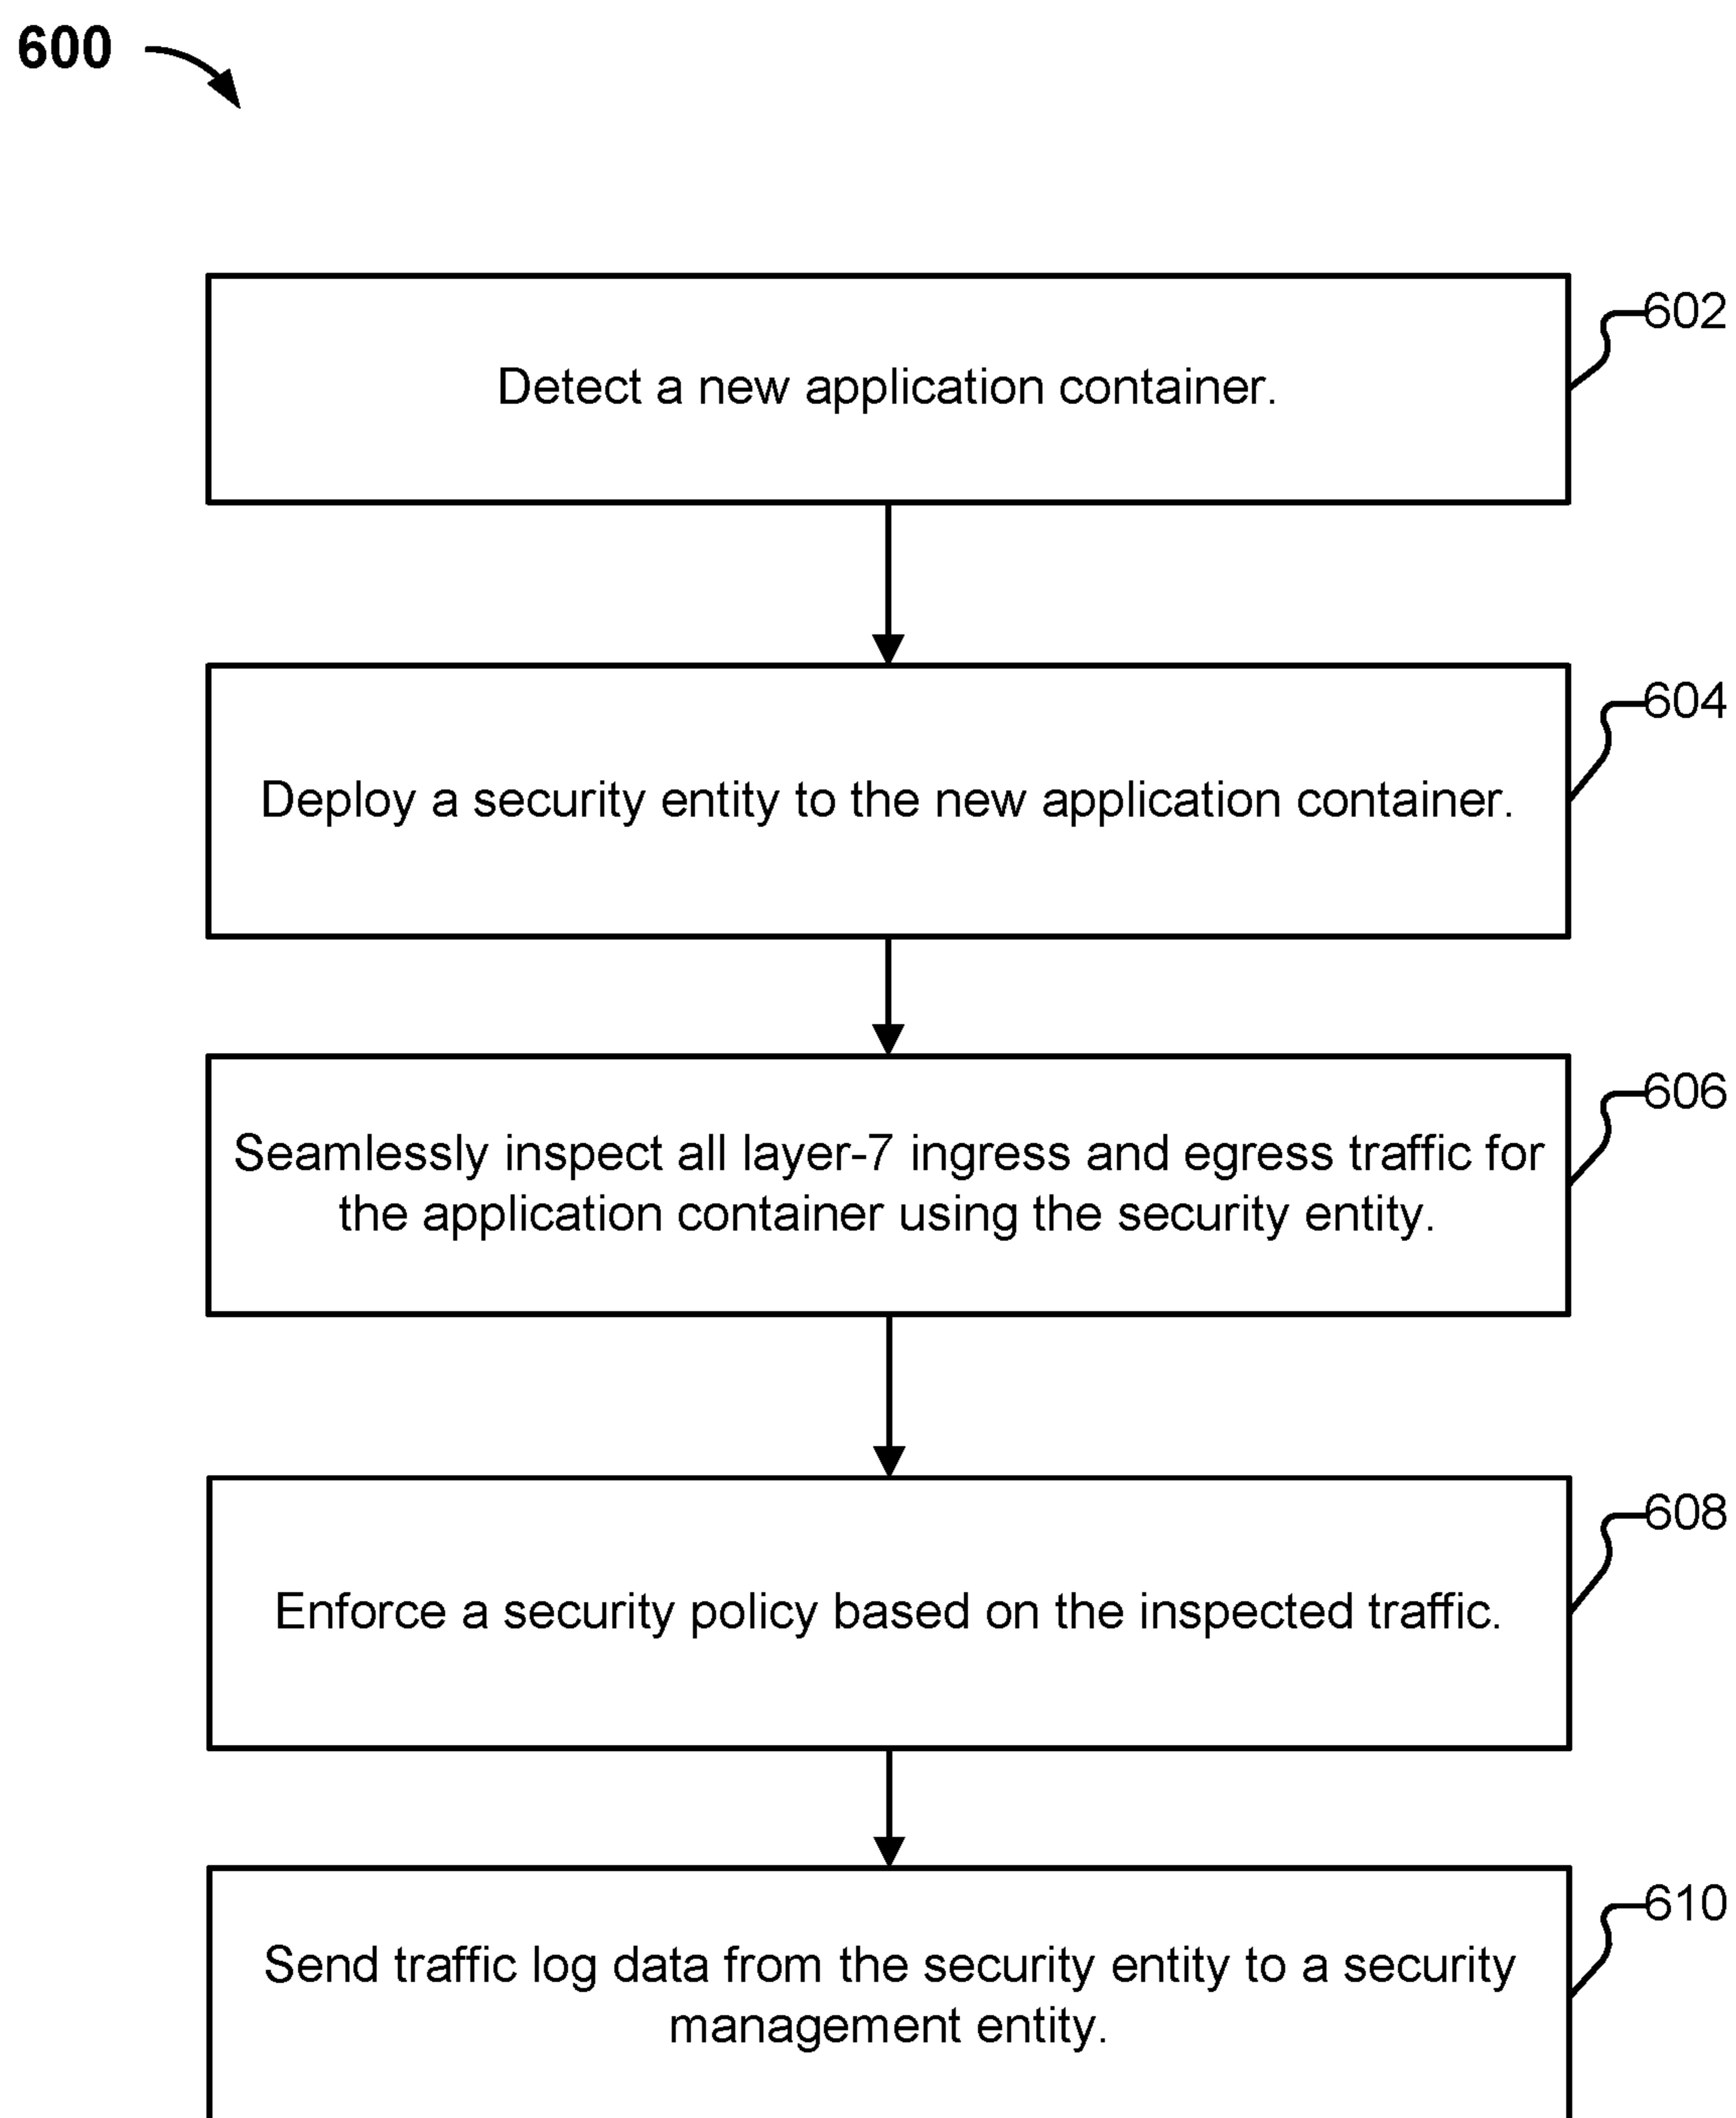 600
602
Detect a new application container.
604
Deploy a security entity to the new application container.
606
Seamlessly inspect all layer-7 ingress and egress traffic for
the application container using the security entity.
608
Enforce a security policy based on the inspected traffic.
610
Send traffic log data from the security entity to a security
management entity.